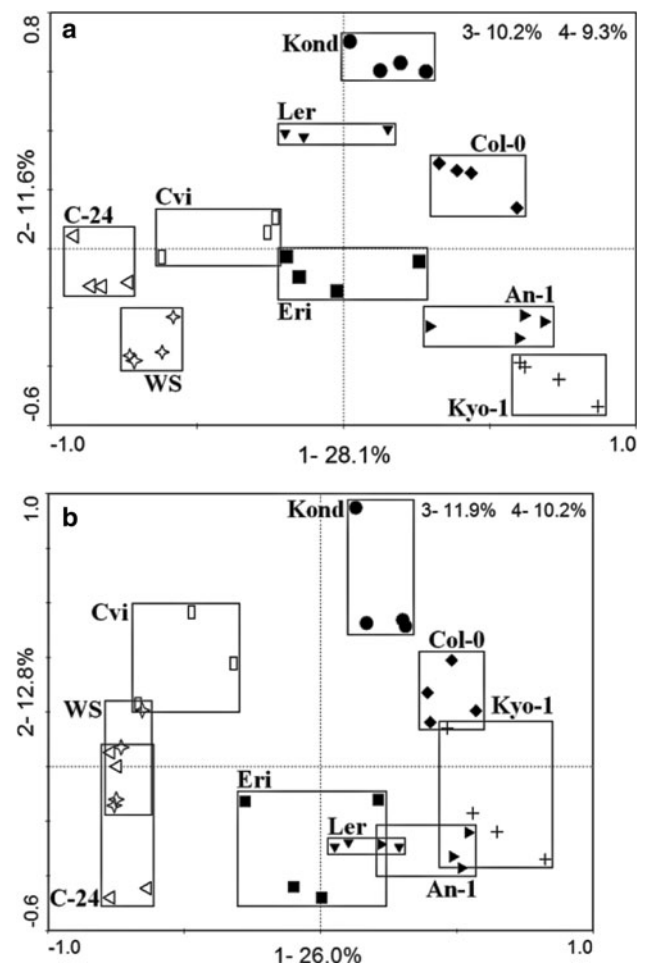 a
0.8
3- 10.2% 4- 9.3%
Kond
Ler
Col-0
2- 11.6%
Cvi
C-24
An-1
Eri
WS
Kyo-1
-0.6
-1.0
1- 28.1%
1.0
b
1.0
Kond
3- 11.9% 4- 10.2%
Cvi
Col-0
2- 12.8%
WS
Kyo-1
Eri
Ler
An-1
C-24
-0.6
-1.0
1- 26.0%
1.0